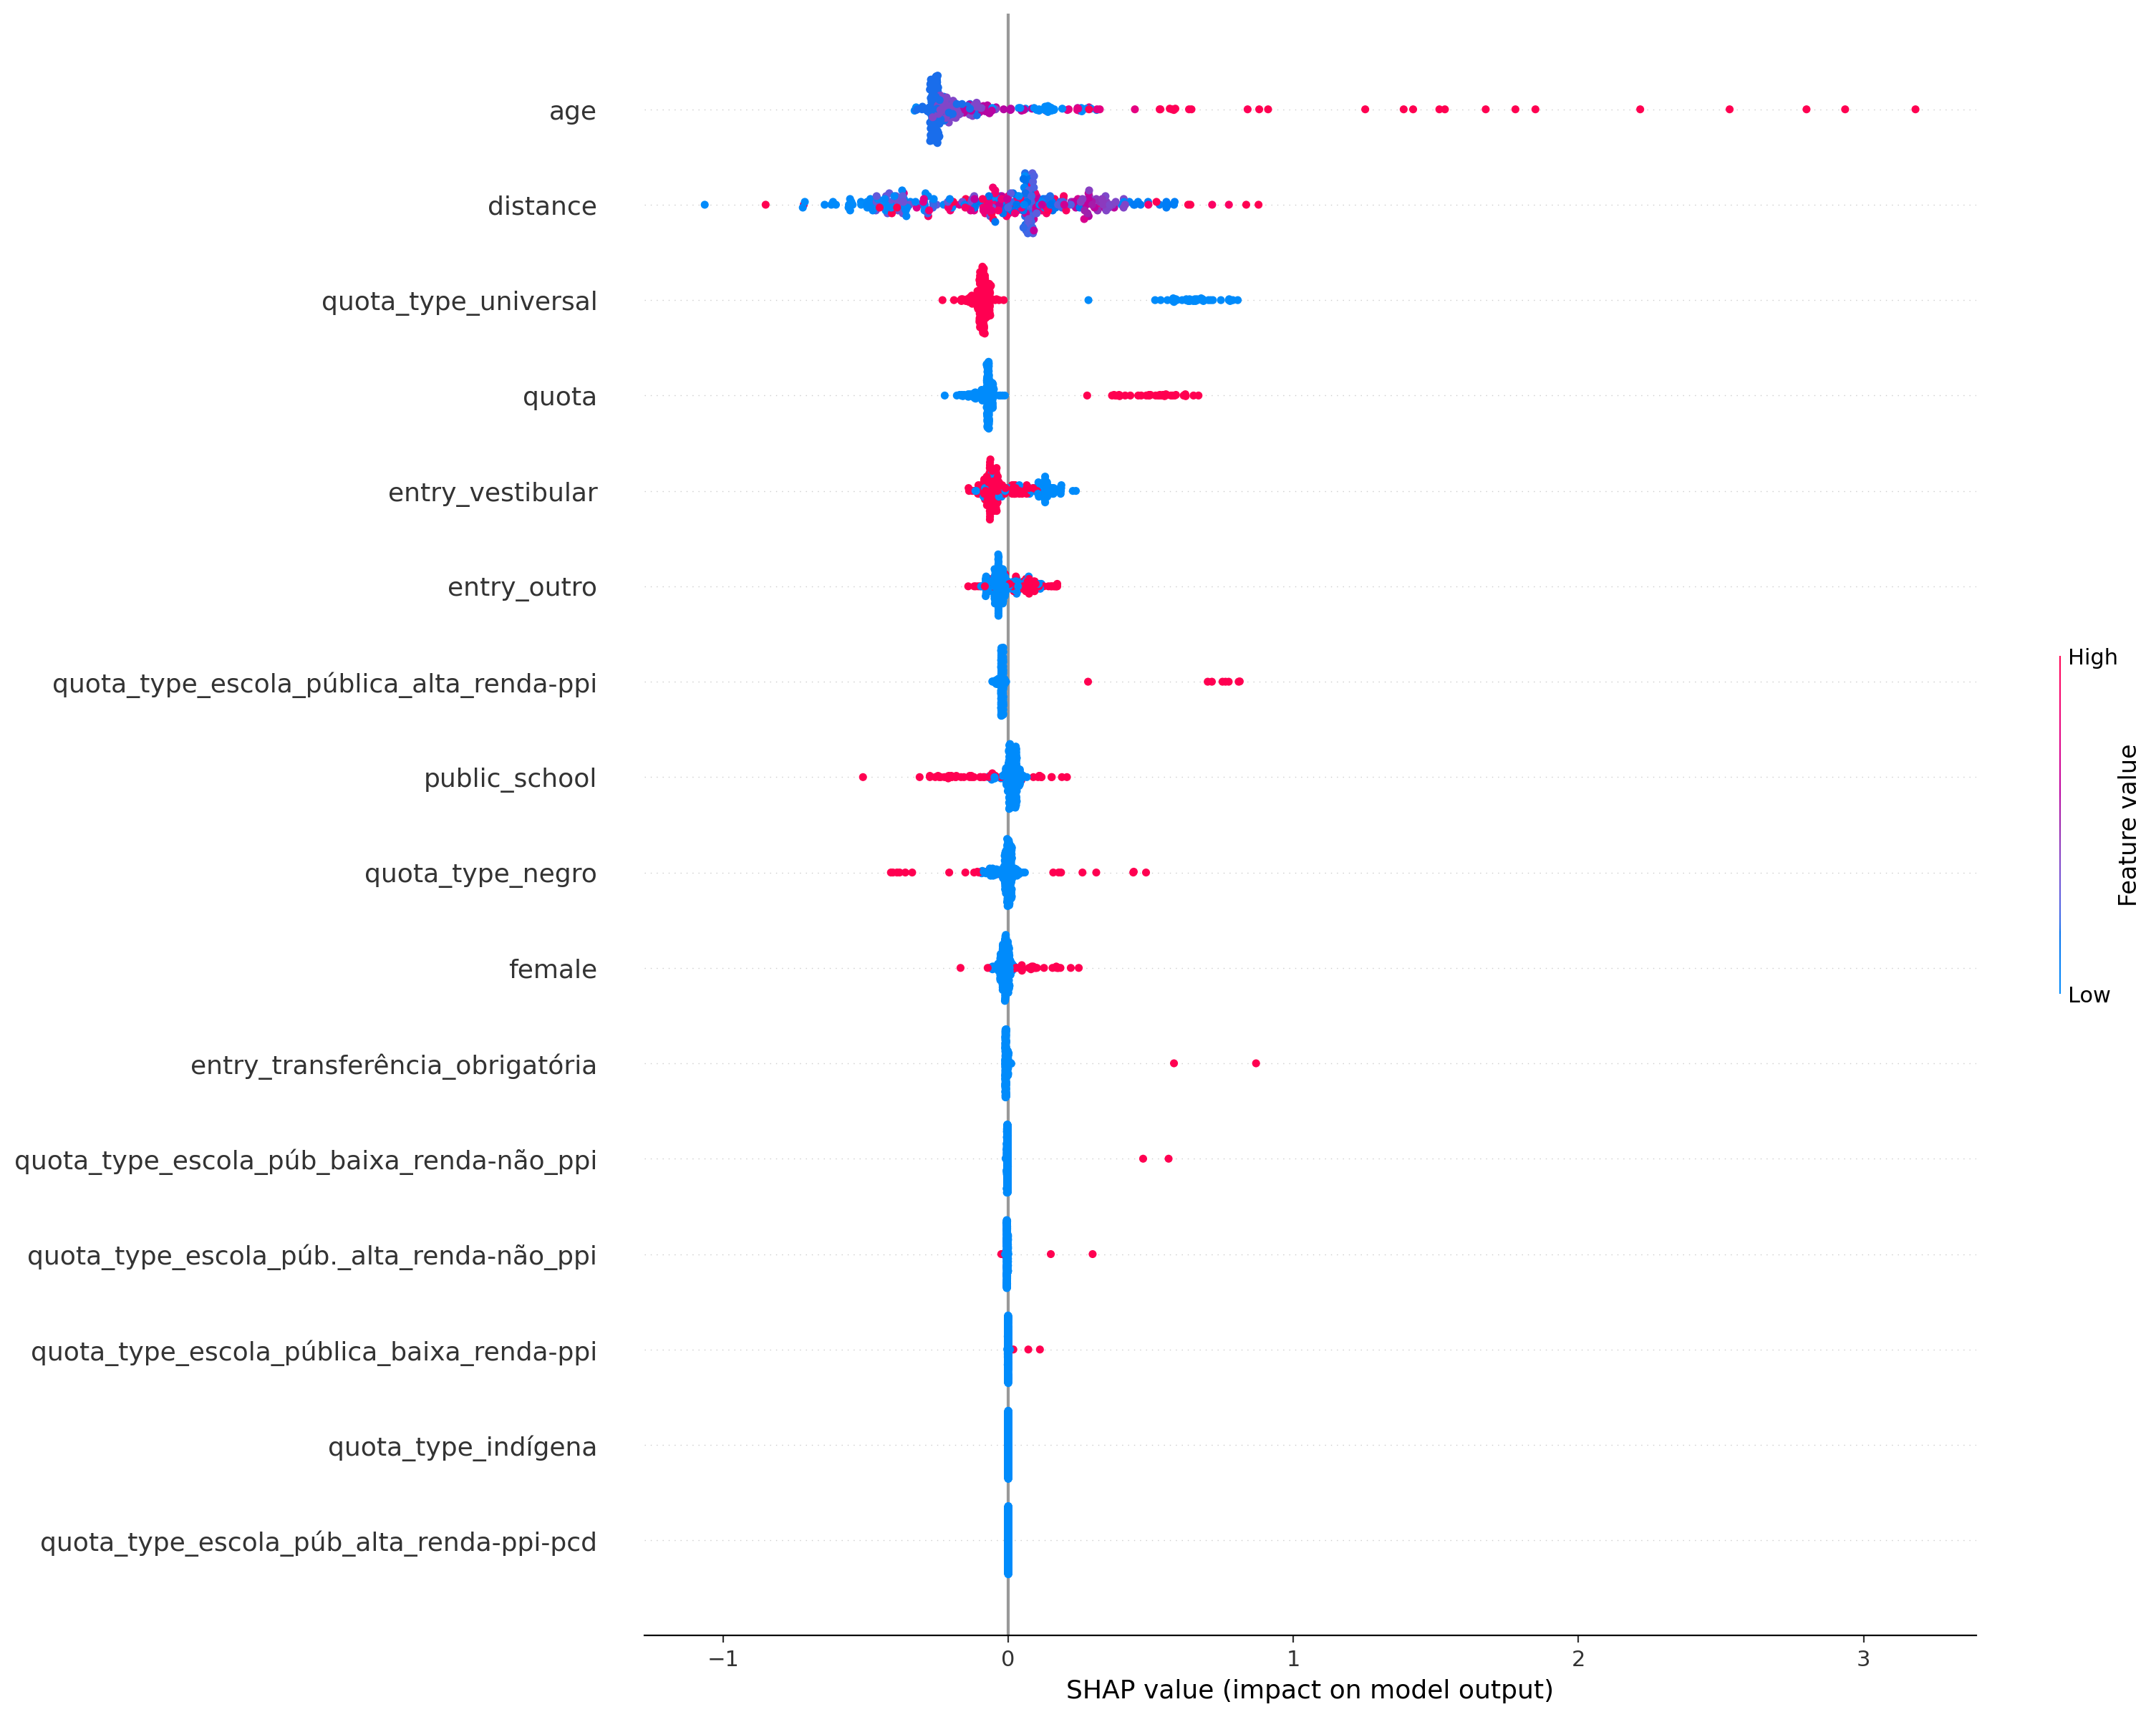 age
distance
quota_type_universal
quota
entry_vestibular
entry_outro
quota_type_escola_pública_alta_renda-ppi
public_school
quota_type_negro
female
entry_transferência_obrigatória
quota_type_escola_púb_baixa_renda-não_ppi
quota_type_escola_púb._alta_renda-não_ppi
quota_type_escola_pública_baixa_renda-ppi
quota_type_indígena
quota_type_escola_púb_alta_renda-ppi-pcd
−1 0 1 2 3
SHAP value (impact on model output)
High
Feature value
Low